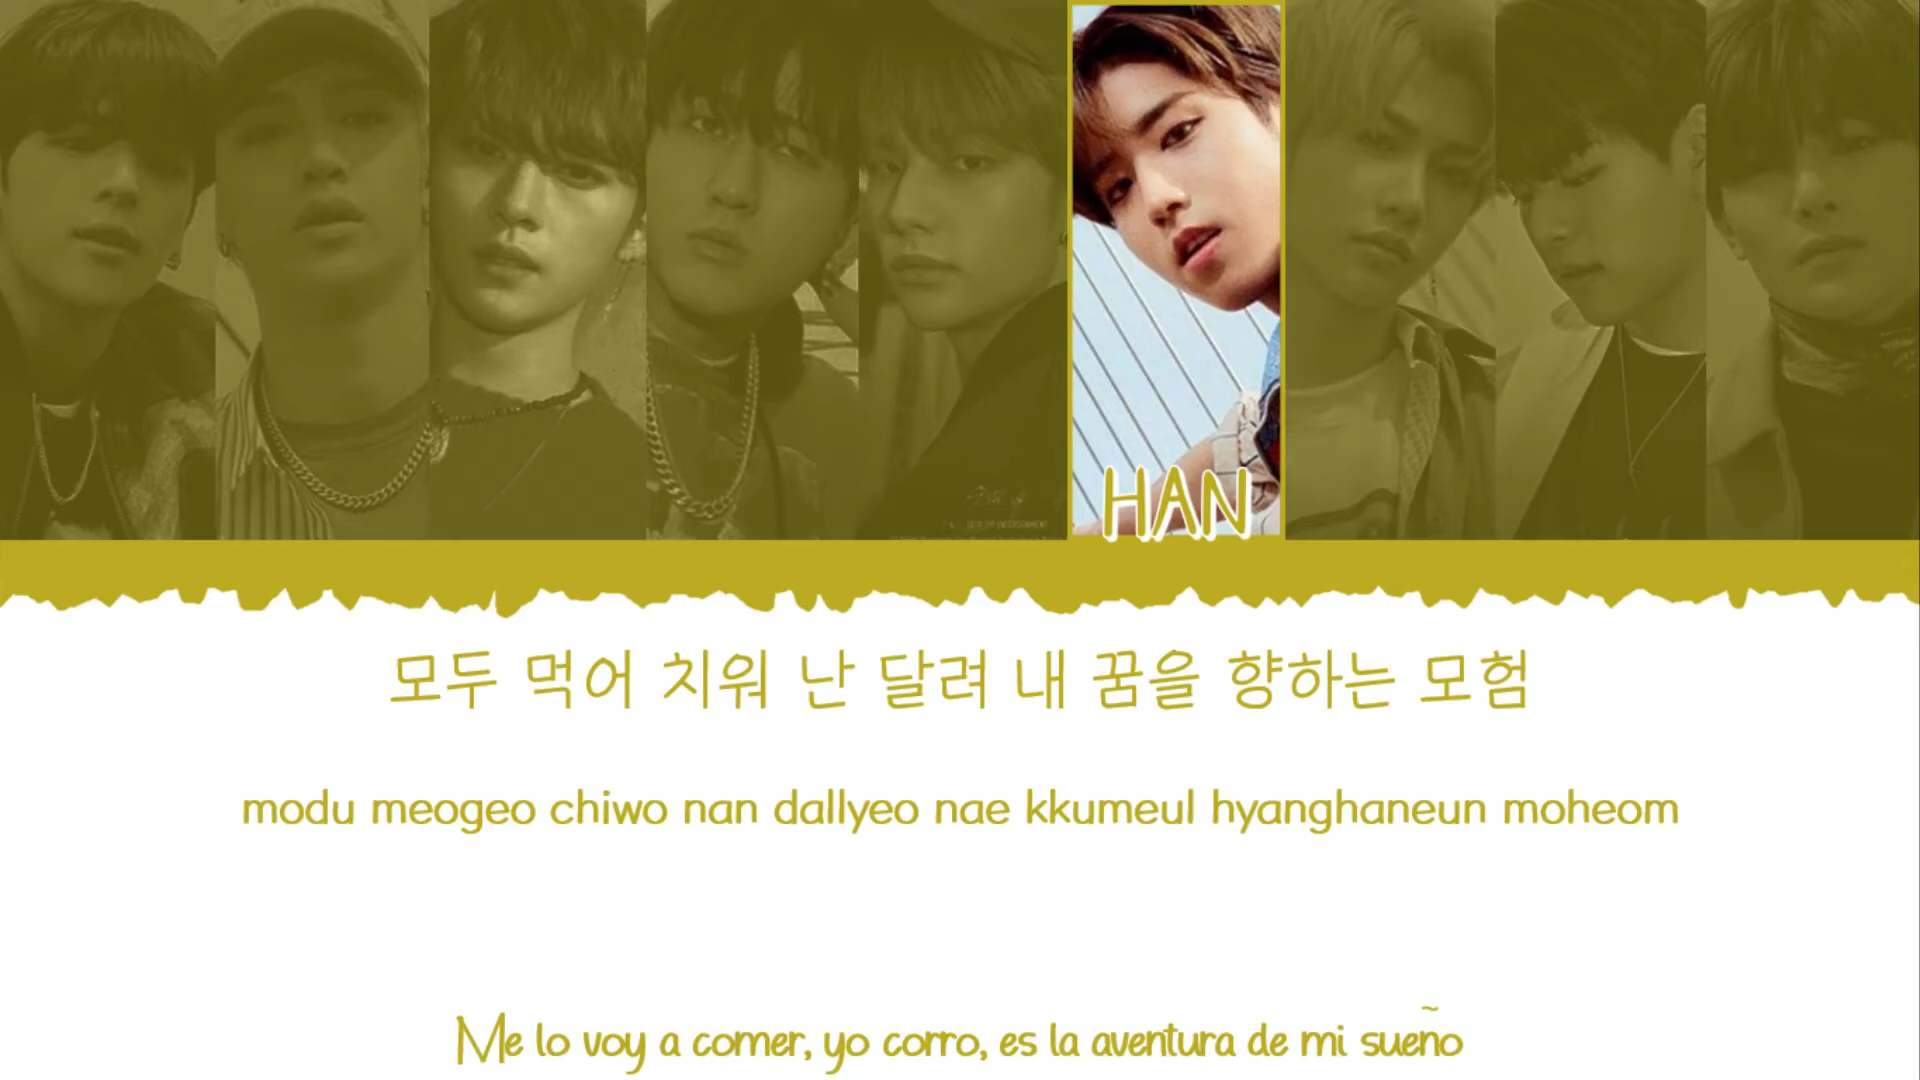 HAN
모두 먹어 치워 난 달려 내 꿈을 향하는 모험
modu meogeo chiwo nan dallyeo nae kkumeul hyanghaneun moheom
Me lo voy a comer, yo corro, es la aventura de mi sueño